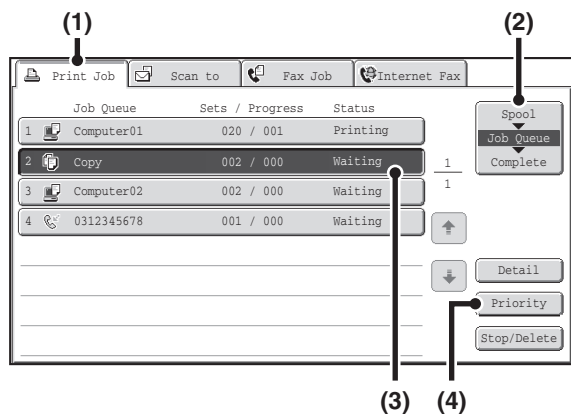 (1) (2)
Print Job Scan to Fax Job Internet Fax
Job Queue Sets / Progress Status
Spool
Job Queue
Complete
1 Computer01 020 / 001 Printing
2 Copy 002 / 000 Waiting
3 Computer02 002 / 000 Waiting
4 0312345678 001 / 000 Waiting
1
1
Detail
Priority
Stop/Delete
(3) (4)